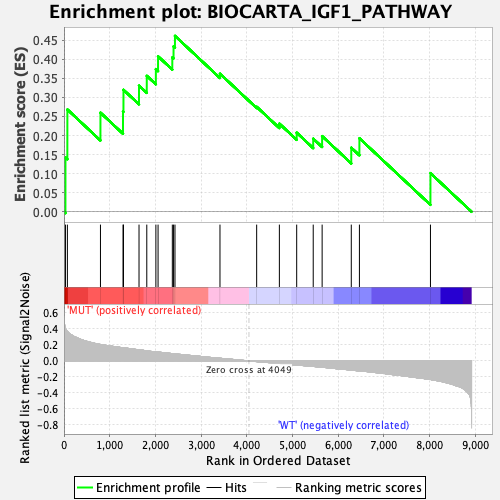 Enrichment plot: BIOCARTA_IGF1_PATHWAY
Enrichment score (ES)
0.45
0.40
0.35
0.30
0.25
0.20
0.15
0.10
0.05
0.00
Ranked list metric (Signal2Noise)
'MUT' (positively correlated)
0.6
0.4
0.2
0.0
-0.2
-0.4
-0.6
-0.8
Zero cross at 4049
'WT' (negatively correlated)
0 1,000 2,000 3,000 4,000 5,000 6,000 7,000 8,000 9,000
Rank in Ordered Dataset
Enrichment profile Hits Ranking metric scores